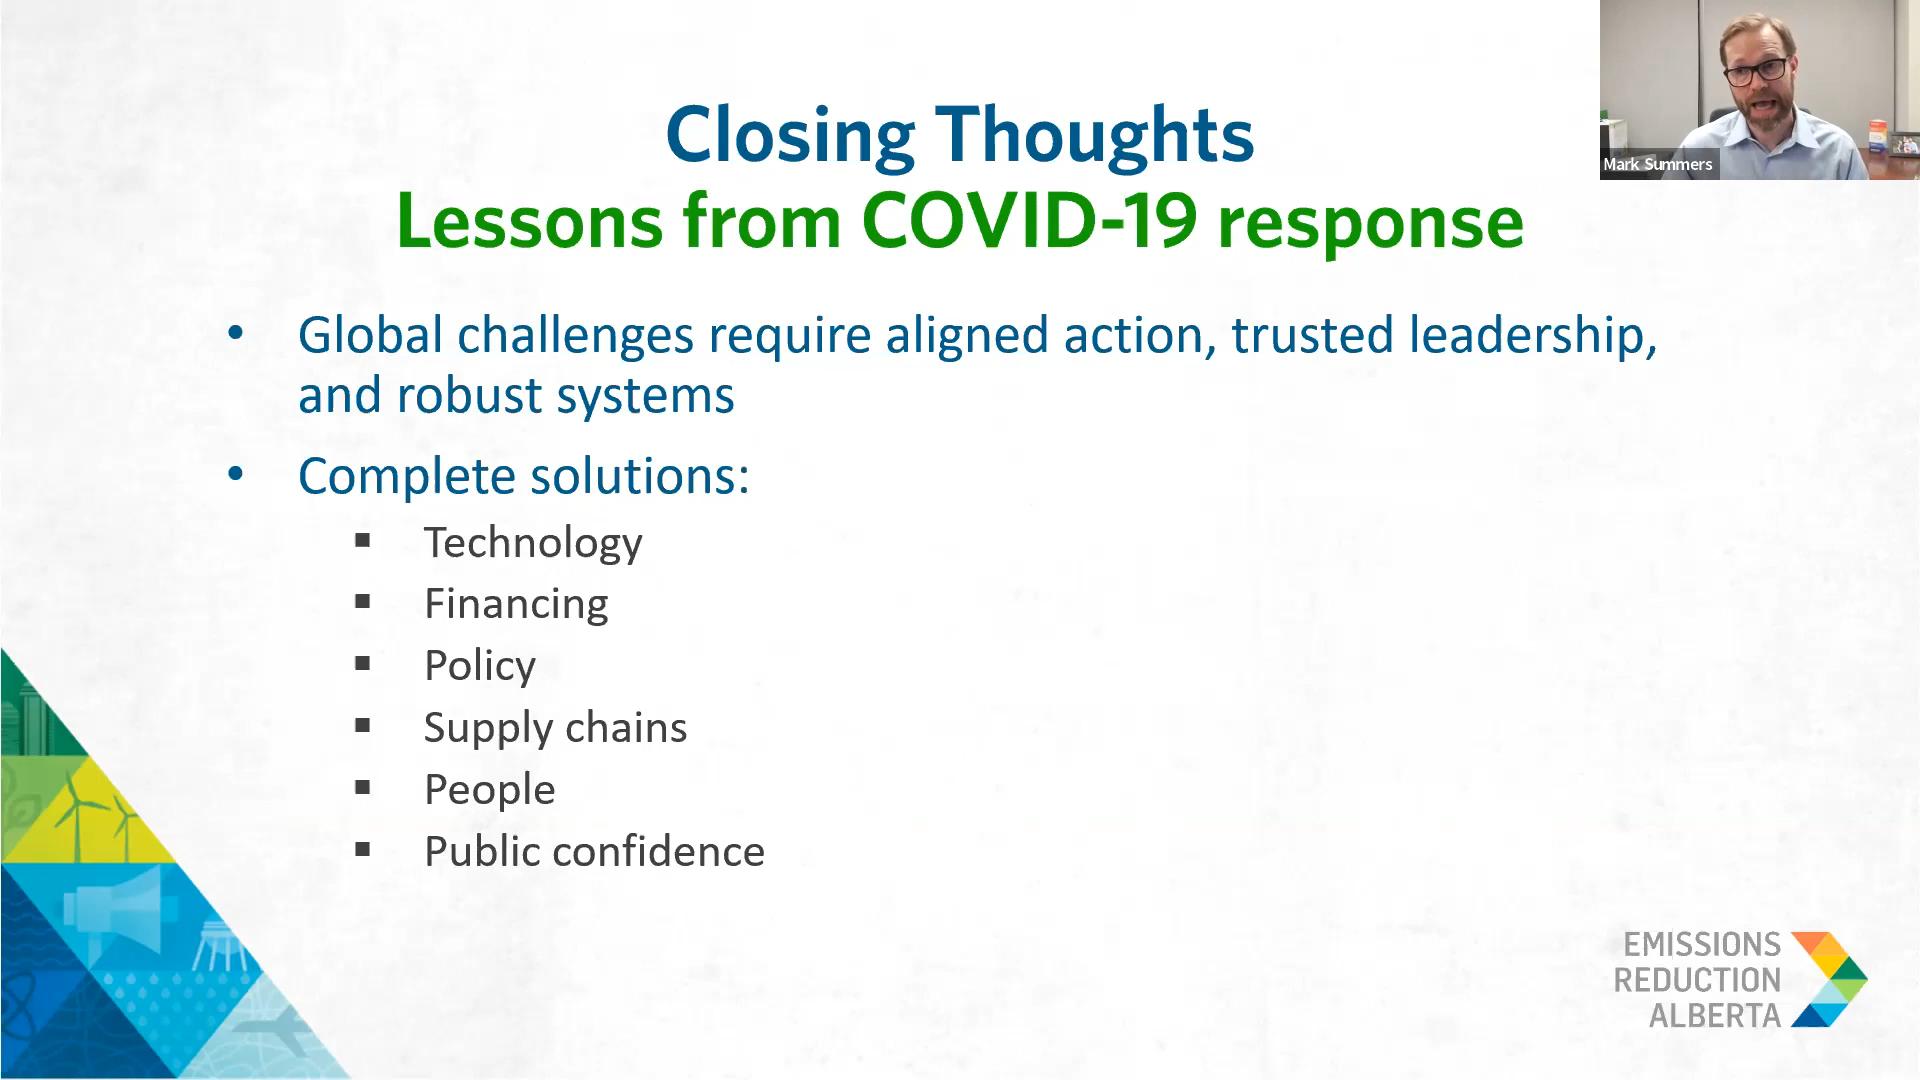 Closing Thoughts
Lessons from COVID-19 response
• Global challenges require aligned action, trusted leadership,
and robust systems
• Complete solutions:
▪ Technology
▪ Financing
▪ Policy
▪ Supply chains
▪ People
▪ Public confidence
Mark Summers
EMISSIONS
REDUCTION
ALBERTA